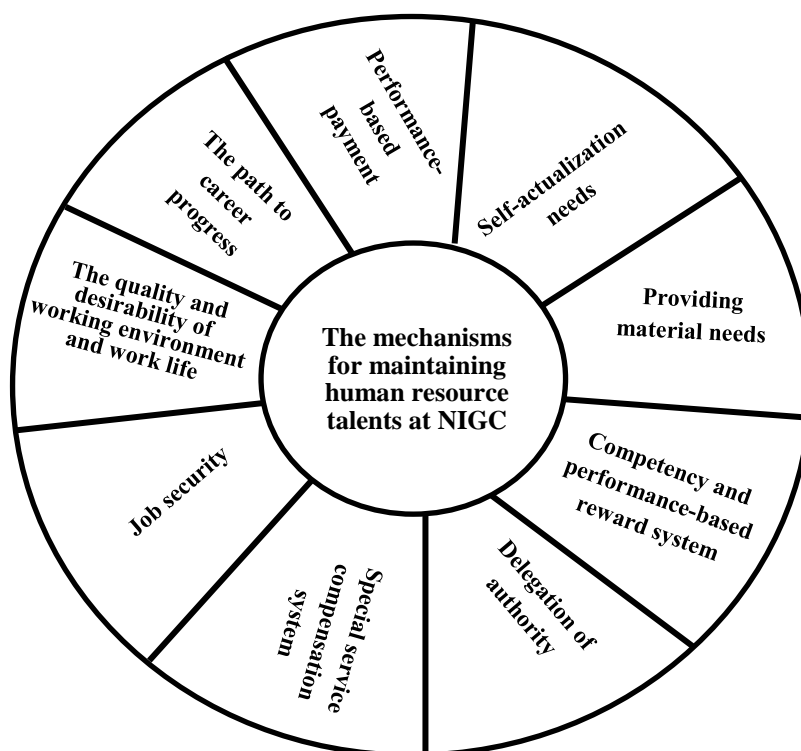 Performance-
based
payment
Self-actualization
needs
Providing
material needs
Competency and
performance-based
reward system
Delegation of
authority
Special service
compensation
system
Job security
The quality and
desirability of
working environment
and work life
The path to
career
progress
The mechanisms
for maintaining
human resource
talents at NIGC